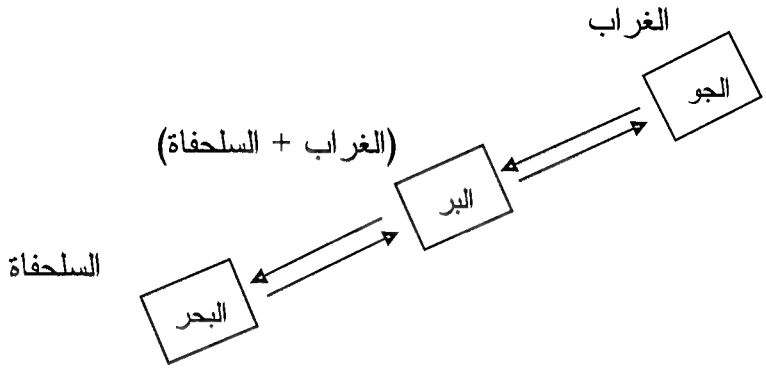 الغراب
الجو
(الغراب + السلحفاة)
البر
السلحفاة
البحر